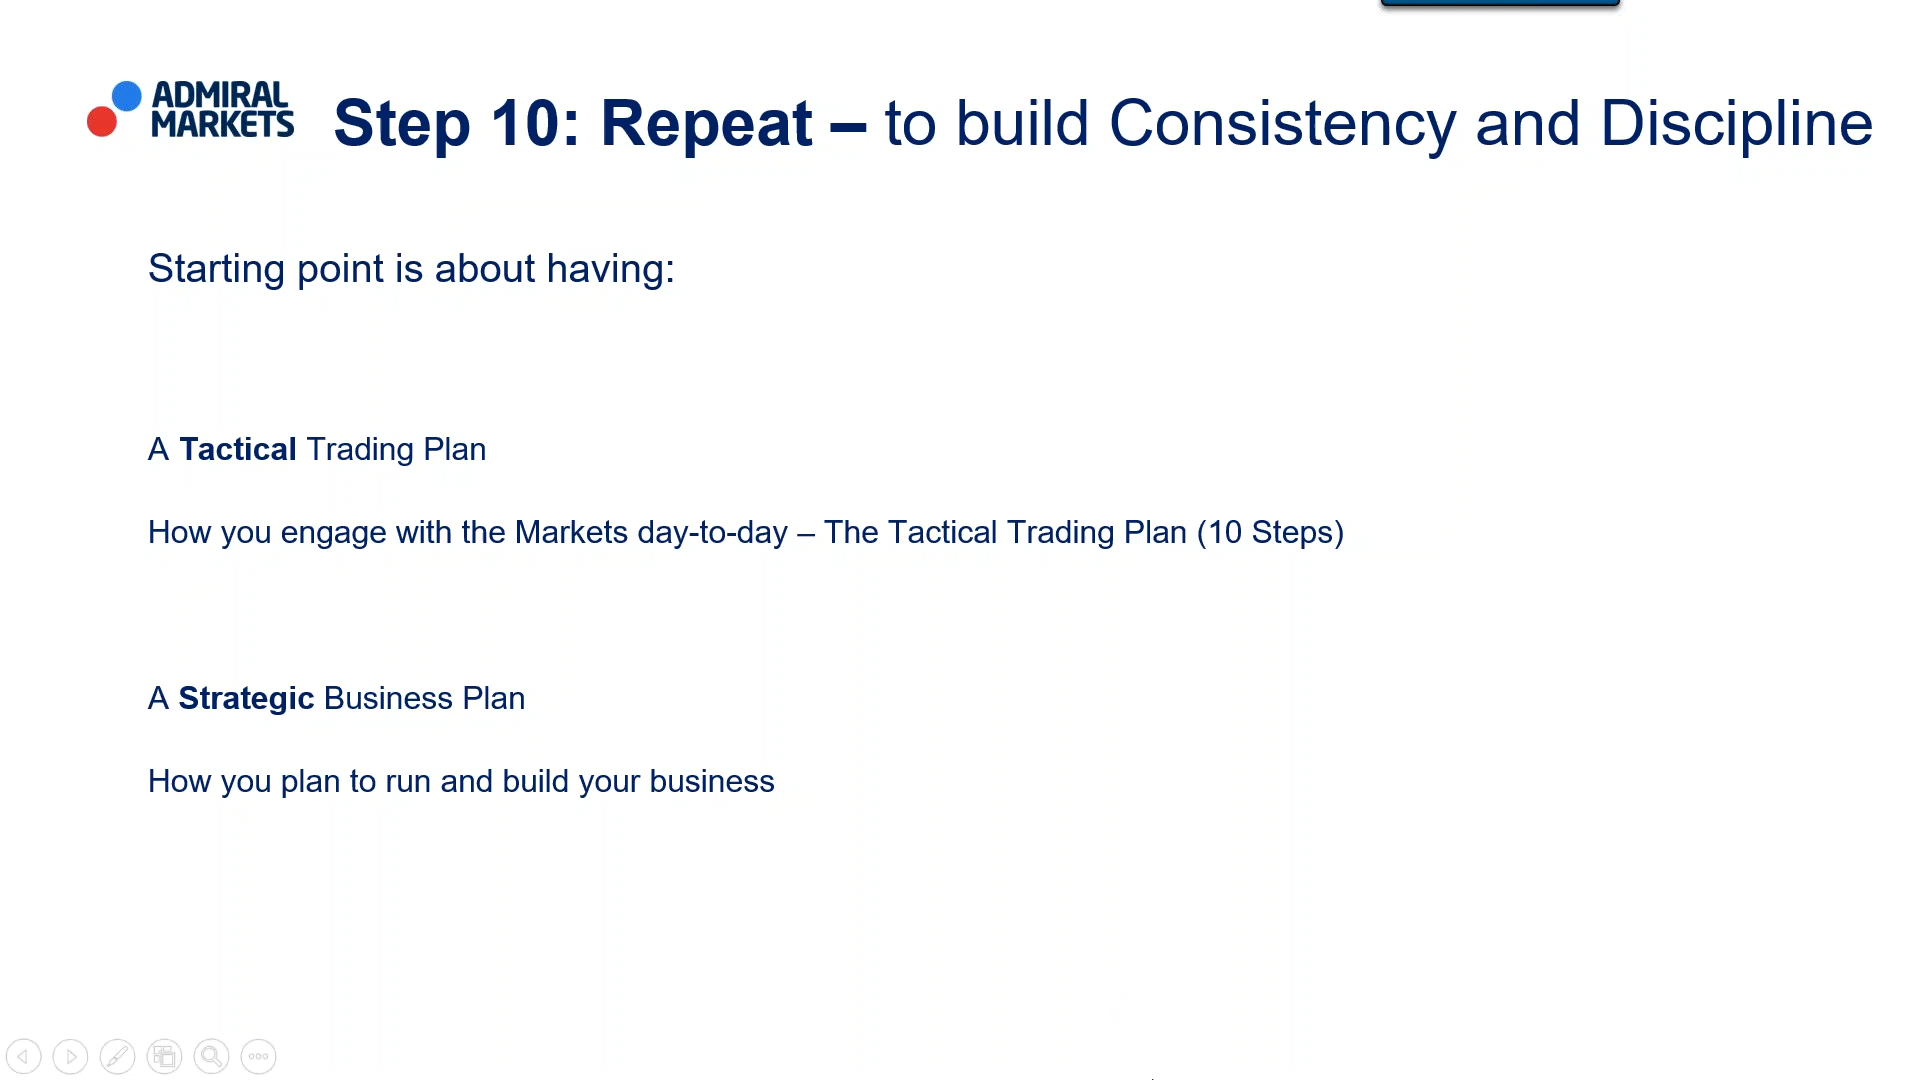 ADMIRAL
MARKETS
Step 10: Repeat – to build Consistency and Discipline
Starting point is about having:
A Tactical Trading Plan
How you engage with the Markets day-to-day – The Tactical Trading Plan (10 Steps)
A Strategic Business Plan
How you plan to run and build your business